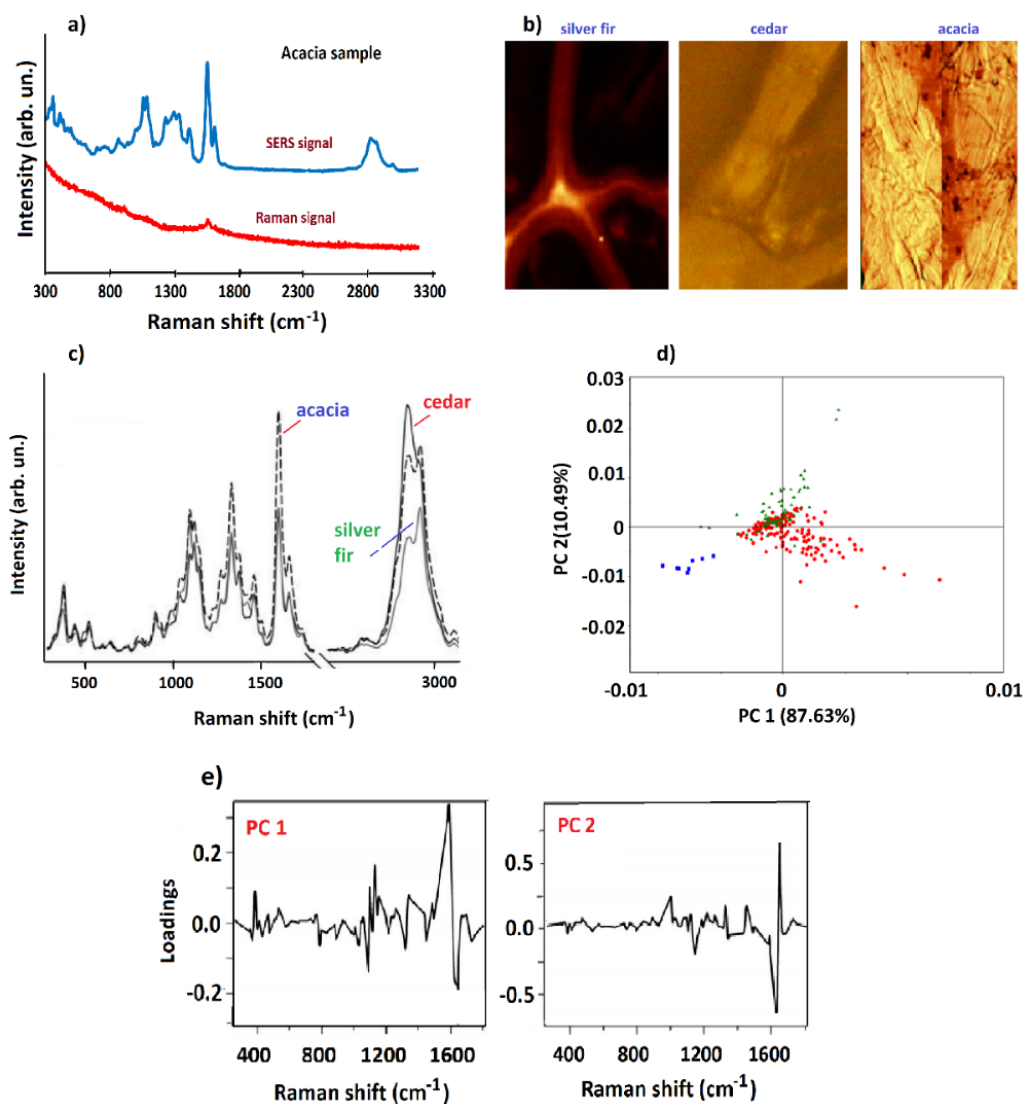 a)
Acacia sample
SERS signal
Raman signal
Intensity (arb. un.)
300 800 1300 1800 2300 2800 3300
Raman shift (cm⁻¹)
b)
silver fir cedar acacia
c)
acacia
cedar
silver
fir
Intensity (arb. un.)
500 1000 1500 3000
Raman shift (cm⁻¹)
d)
0.03
0.02
0.01
0
-0.01
-0.02
PC 2(10.49%)
-0.01 0 0.01
PC 1 (87.63%)
e)
PC 1
0.2
0.0
-0.2
Loadings
400 800 1200 1600
Raman shift (cm⁻¹)
PC 2
0.5
0.0
-0.5
400 800 1200 1600
Raman shift (cm⁻¹)